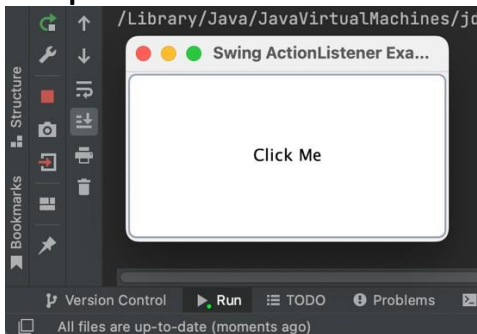 /Library/Java/JavaVirtualMachines/jd
Swing ActionListener Exa...
Click Me
Structure
Bookmarks
Version Control
Run
TODO
Problems
All files are up-to-date (moments ago)